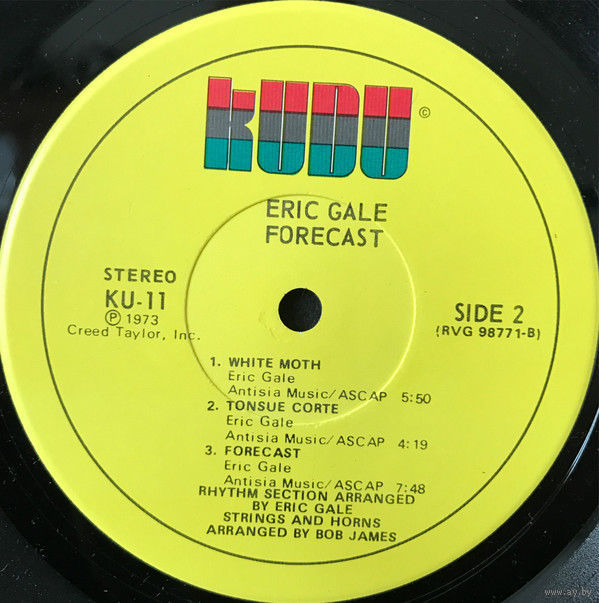 KUDU ©
ERIC GALE
FORECAST
STEREO
KU-11
Ⓟ 1973
Creed Taylor, Inc.
SIDE 2
(RVG 98771-B)
1. WHITE MOTH
Eric Gale
Antisia Music/ASCAP 5:50
2. TONSUE CORTE
Eric Gale
Antisia Music/ASCAP 4:19
3. FORECAST
Eric Gale
Antisia Music/ASCAP 7:48
RHYTHM SECTION ARRANGED
BY ERIC GALE
STRINGS AND HORNS
ARRANGED BY BOB JAMES
www.ay.by